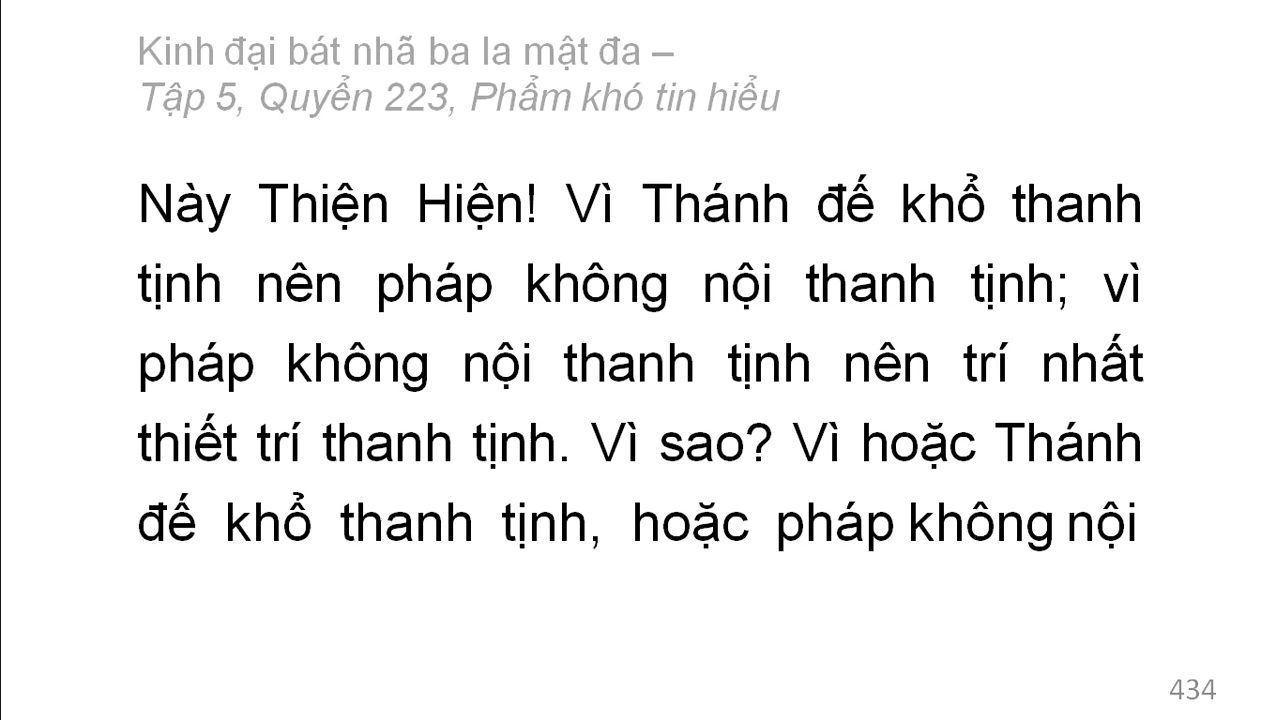 Kinh đại bát nhã ba la mật đa –
Tập 5, Quyển 223, Phẩm khó tin hiểu
Này Thiện Hiện! Vì Thánh đế khổ thanh
tịnh nên pháp không nội thanh tịnh; vì
pháp không nội thanh tịnh nên trí nhất
thiết trí thanh tịnh. Vì sao? Vì hoặc Thánh
đế khổ thanh tịnh, hoặc pháp không nội
434